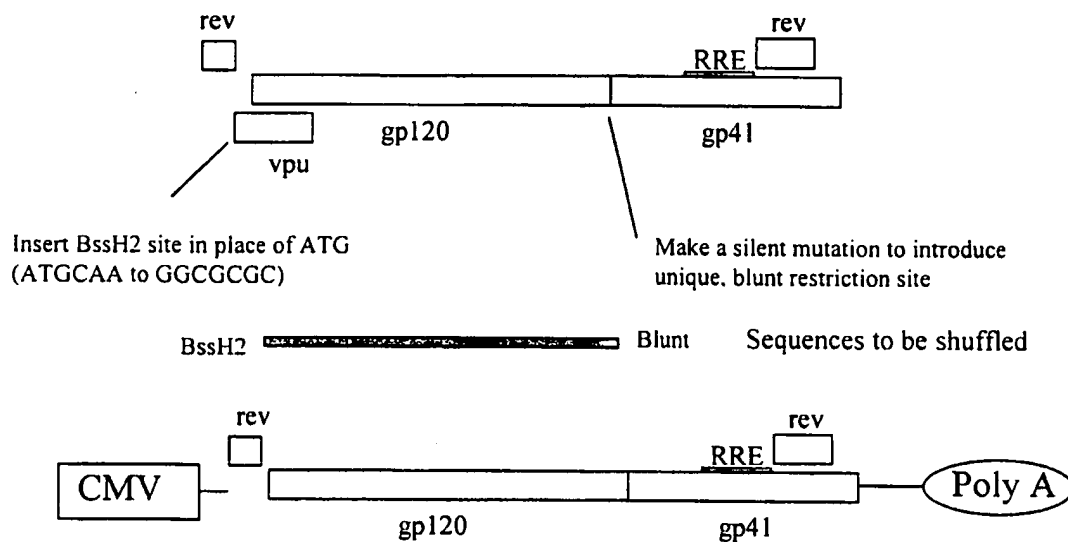 rev
rev
RRE
gp120
gp41
vpu
Insert BssH2 site in place of ATG
(ATGCAA to GGCGCGC)
Make a silent mutation to introduce
unique, blunt restriction site
BssH2
Blunt
Sequences to be shuffled
rev
rev
RRE
CMV
Poly A
gp120
gp41